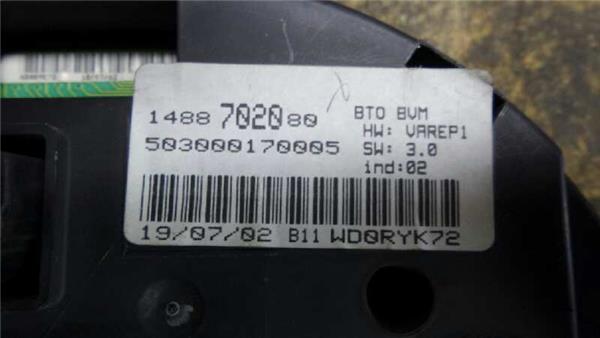 1488 7020 80
503000170005
BTO BVM
HW: VAREP1
SW: 3.0
ind:02
19/07/02 B11 WD0RYK72